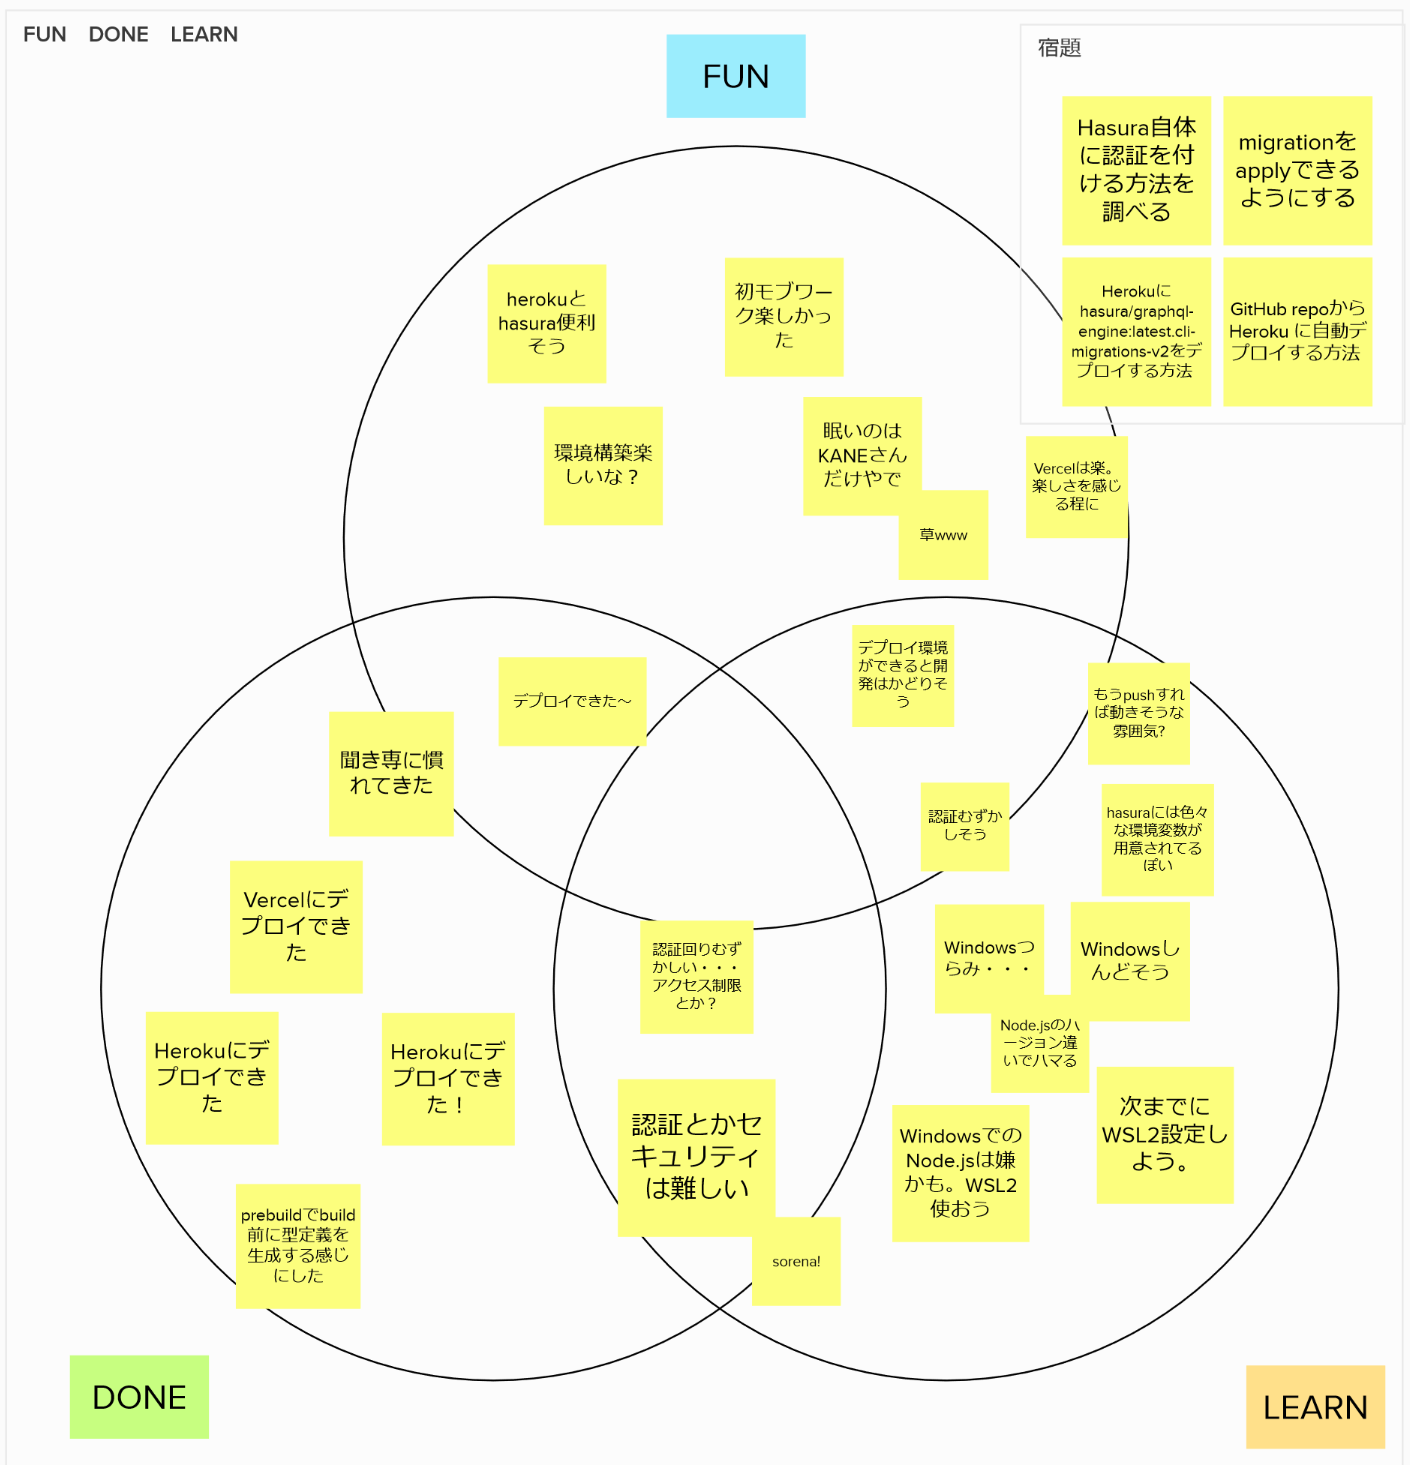 FUN DONE LEARN
FUN
宿題
Hasura自体
に認証を付
ける方法を
調べる
migrationを
applyできる
ようにする
Herokuに
hasura/graphql-
engine:latest.cli-
migrations-v2をデ
プロイする方法
GitHub repoから
Heroku に自動デ
プロイする方法
herokuと
hasura便利
そう
初モブワー
ク楽しかっ
た
環境構築楽
しいな？
眠いのは
KANEさん
だけやで
草www
Vercelは楽。
楽しさを感じ
る程に
デプロイできた〜
デプロイ環境
ができると開
発はかどりそ
う
もうpushすれ
ば動きそうな
雰囲気?
聞き専に慣
れてきた
認証むずか
しそう
hasuraには色々
な環境変数が
用意されてる
ぽい
Vercelにデ
プロイでき
た
認証回りむず
かしい・・・
アクセス制限
とか？
Windowsつ
らみ・・・
Windowsし
んどそう
Node.jsのバ
ージョン違
いでハマる
Herokuにデ
プロイでき
た
Herokuにデ
プロイでき
た！
認証とかセ
キュリティ
は難しい
sorena!
Windowsでの
Node.jsは嫌
かも。WSL2
使おう
次までに
WSL2設定し
よう。
prebuildでbuild
前に型定義を
生成する感じ
にした
DONE
LEARN